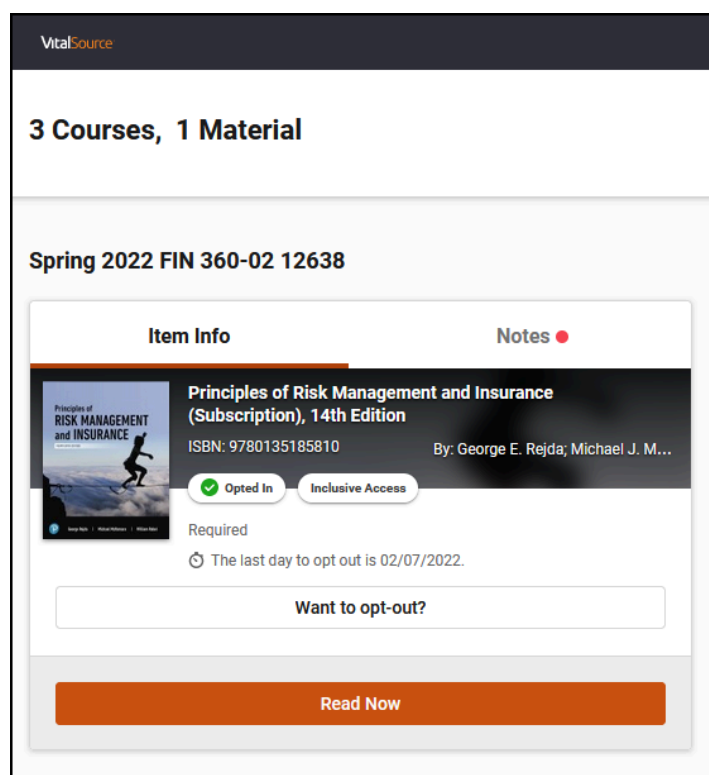 VitalSource
3 Courses, 1 Material
Spring 2022 FIN 360-02 12638
Item Info
Notes
Principles of
RISK MANAGEMENT
and INSURANCE
Principles of Risk Management and Insurance
(Subscription), 14th Edition
ISBN: 9780135185810
By: George E. Rejda; Michael J. M...
Opted In
Inclusive Access
Required
The last day to opt out is 02/07/2022.
Want to opt-out?
Read Now